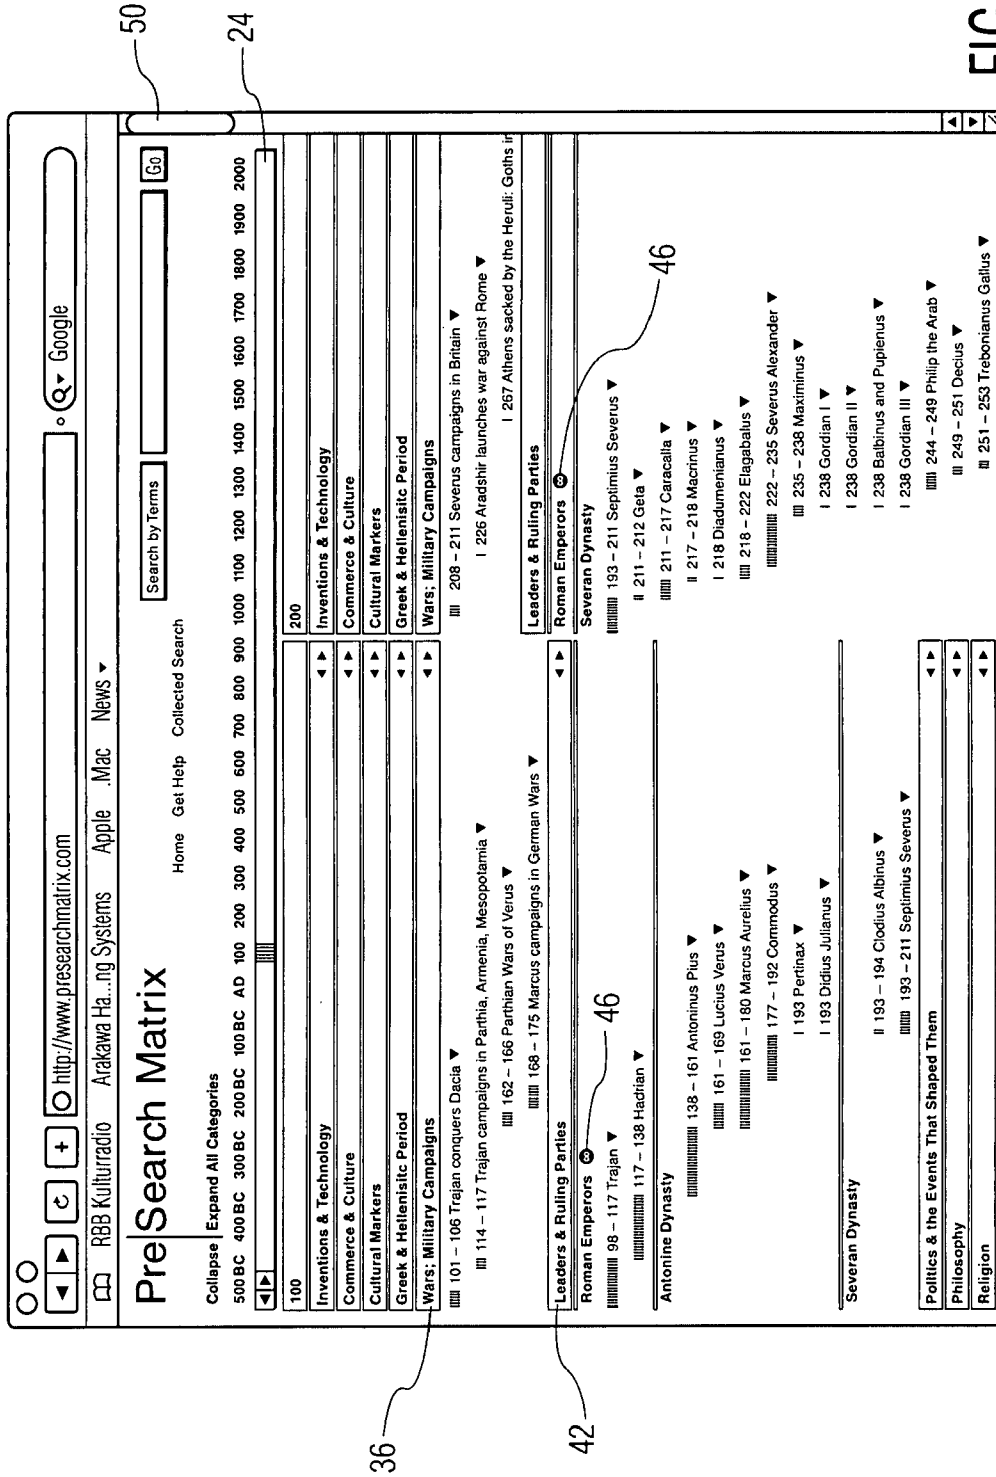 http://www.presearchmatrix.com
Google
RBB Kulturradio Arakawa Ha...ng Systems Apple .Mac News ▼
PreSearch Matrix
Search by Terms
Go
Home Get Help Collected Search
Collapse Expand All Categories
500 BC 400 BC 300 BC 200 BC 100 BC AD 100 200 300 400 500 600 700 800 900 1000 1100 1200 1300 1400 1500 1600 1700 1800 1900 2000
100
Inventions & Technology
Commerce & Culture
Cultural Markers
Greek & Hellenisitc Period
Wars; Military Campaigns
101 – 106 Trajan conquers Dacia ▼
114 – 117 Trajan campaigns in Parthia, Armenia, Mesopotamia ▼
162 – 166 Parthian Wars of Verus ▼
168 – 175 Marcus campaigns in German Wars ▼
Leaders & Ruling Parties
Roman Emperors
98 – 117 Trajan ▼
117 – 138 Hadrian ▼
Antonine Dynasty
138 – 161 Antoninus Pius ▼
161 – 169 Lucius Verus ▼
161 – 180 Marcus Aurelius ▼
177 – 192 Commodus ▼
193 Pertinax ▼
193 Didius Julianus ▼
Severan Dynasty
193 – 194 Clodius Albinus ▼
193 – 211 Septimius Severus ▼
Politics & the Events That Shaped Them
Philosophy
Religion
200
Inventions & Technology
Commerce & Culture
Cultural Markers
Greek & Hellenisitc Period
Wars, Military Campaigns
208 – 211 Severus campaigns in Britain ▼
226 Aradshir launches war against Rome ▼
267 Athens sacked by the Heruli: Goths in
Leaders & Ruling Parties
Roman Emperors
Severan Dynasty
193 – 211 Septimius Severus ▼
211 – 212 Geta ▼
211 – 217 Caracalla ▼
217 – 218 Macrinus ▼
218 Diadumenianus ▼
218 – 222 Elagabalus ▼
222 – 235 Severus Alexander ▼
235 – 238 Maximinus ▼
238 Gordian I ▼
238 Gordian II ▼
238 Balbinus and Pupienus ▼
238 Gordian III ▼
244 – 249 Philip the Arab ▼
249 – 251 Decius ▼
251 – 253 Trebonianus Gallus ▼
50
24
46
46
36
42